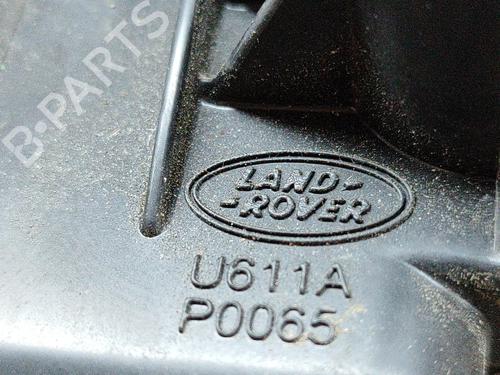 B-PARTS
LAND-
-ROVER
U611A
P0065